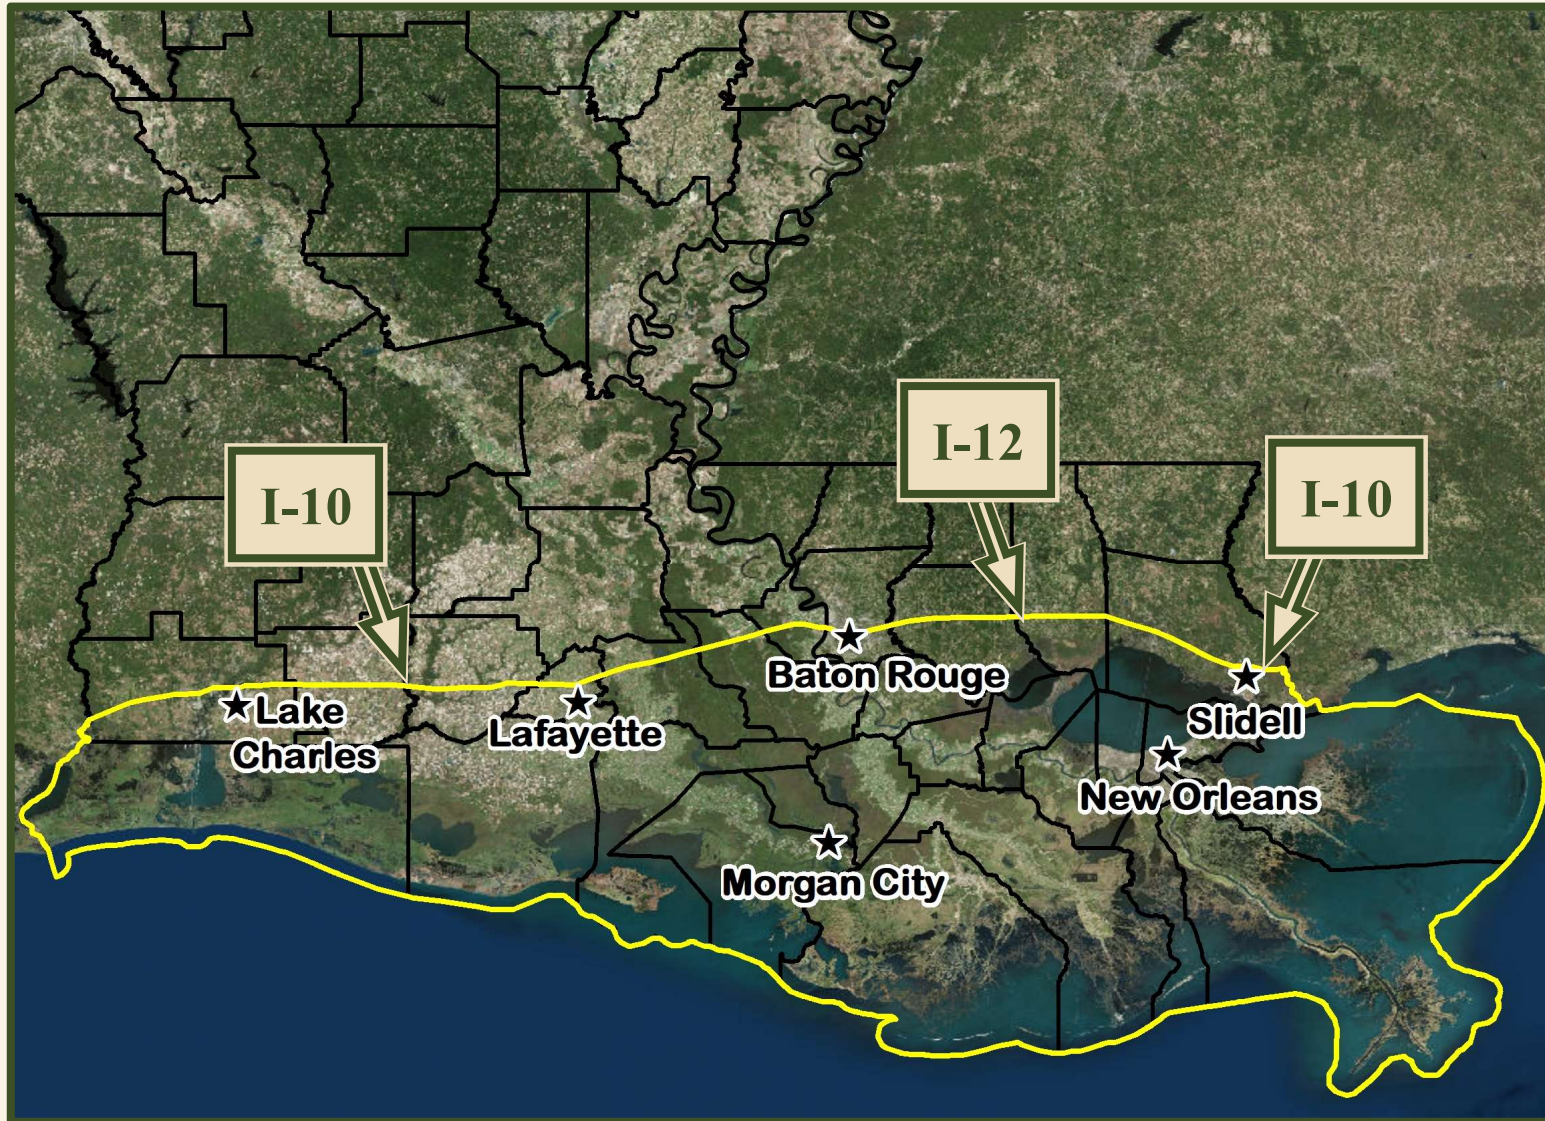 I-12
I-10
I-10
Baton Rouge
Lake
Charles
Lafayette
Slidell
New Orleans
Morgan City